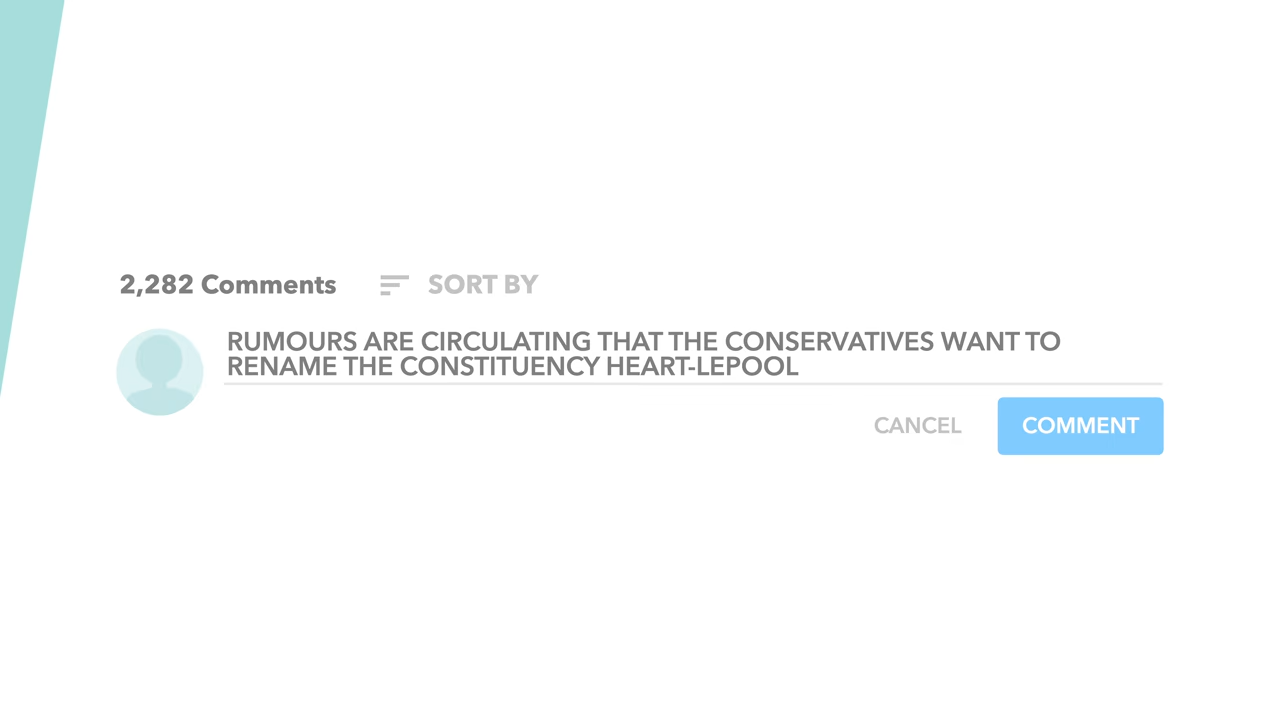 2,282 Comments SORT BY
RUMOURS ARE CIRCULATING THAT THE CONSERVATIVES WANT TO
RENAME THE CONSTITUENCY HEART-LEPOOL
CANCEL COMMENT